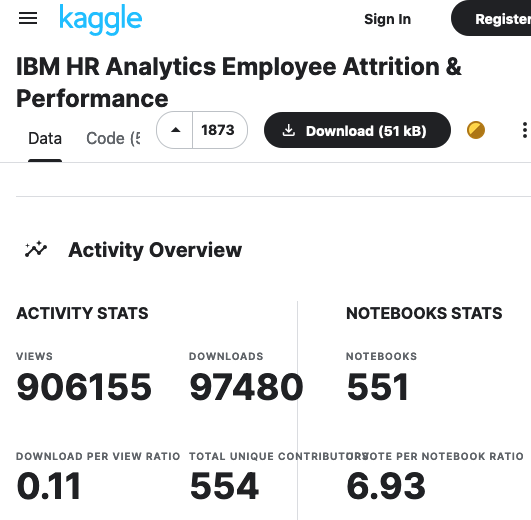 kaggle
Sign In
Register
IBM HR Analytics Employee Attrition &
Performance
Data
Code (5
1873
Download (51 kB)
Activity Overview
ACTIVITY STATS
NOTEBOOKS STATS
VIEWS
DOWNLOADS
NOTEBOOKS
906155
97480
551
DOWNLOAD PER VIEW RATIO
TOTAL UNIQUE CONTRIBUTORS
UPVOTE PER NOTEBOOK RATIO
0.11
554
6.93